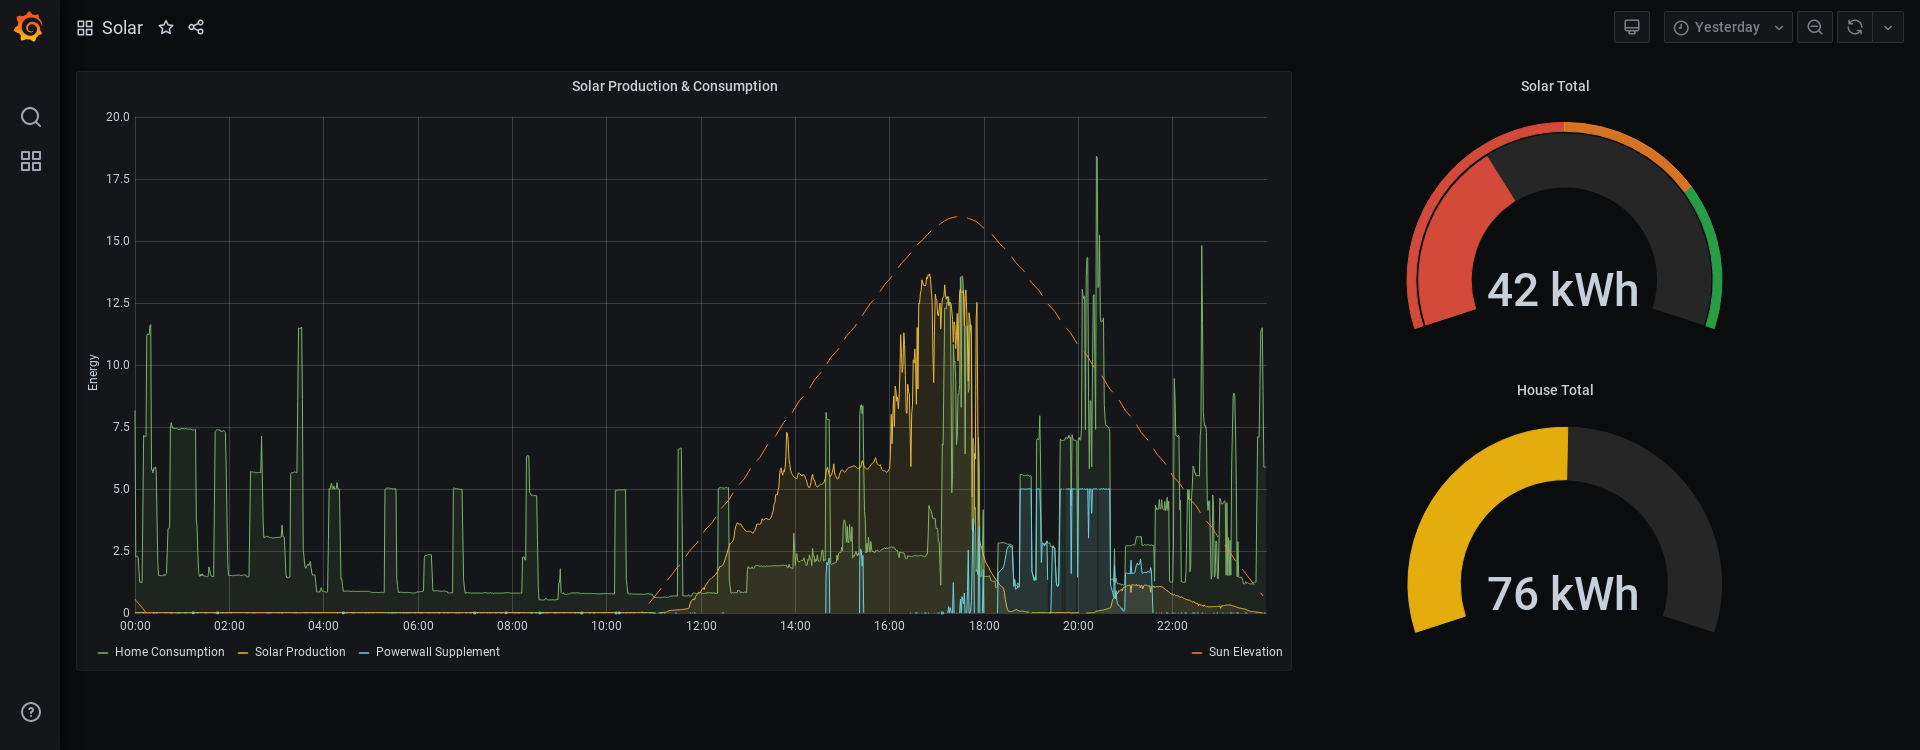 Solar
Yesterday
Solar Production & Consumption
20.0
17.5
15.0
12.5
10.0
7.5
5.0
2.5
0
Energy
00:00 02:00 04:00 06:00 08:00 10:00 12:00 14:00 16:00 18:00 20:00 22:00
Home Consumption Solar Production Powerwall Supplement Sun Elevation
Solar Total
42 kWh
House Total
76 kWh